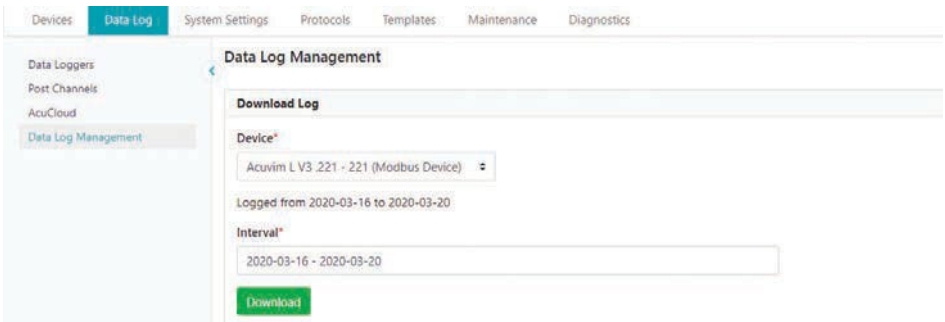 Devices Data Log System Settings Protocols Templates Maintenance Diagnostics
Data Loggers
Post Channels
AcuCloud
Data Log Management
Data Log Management
Download Log
Device*
Acuvim L V3 .221 - 221 (Modbus Device)
Logged from 2020-03-16 to 2020-03-20
Interval*
2020-03-16 - 2020-03-20
Download